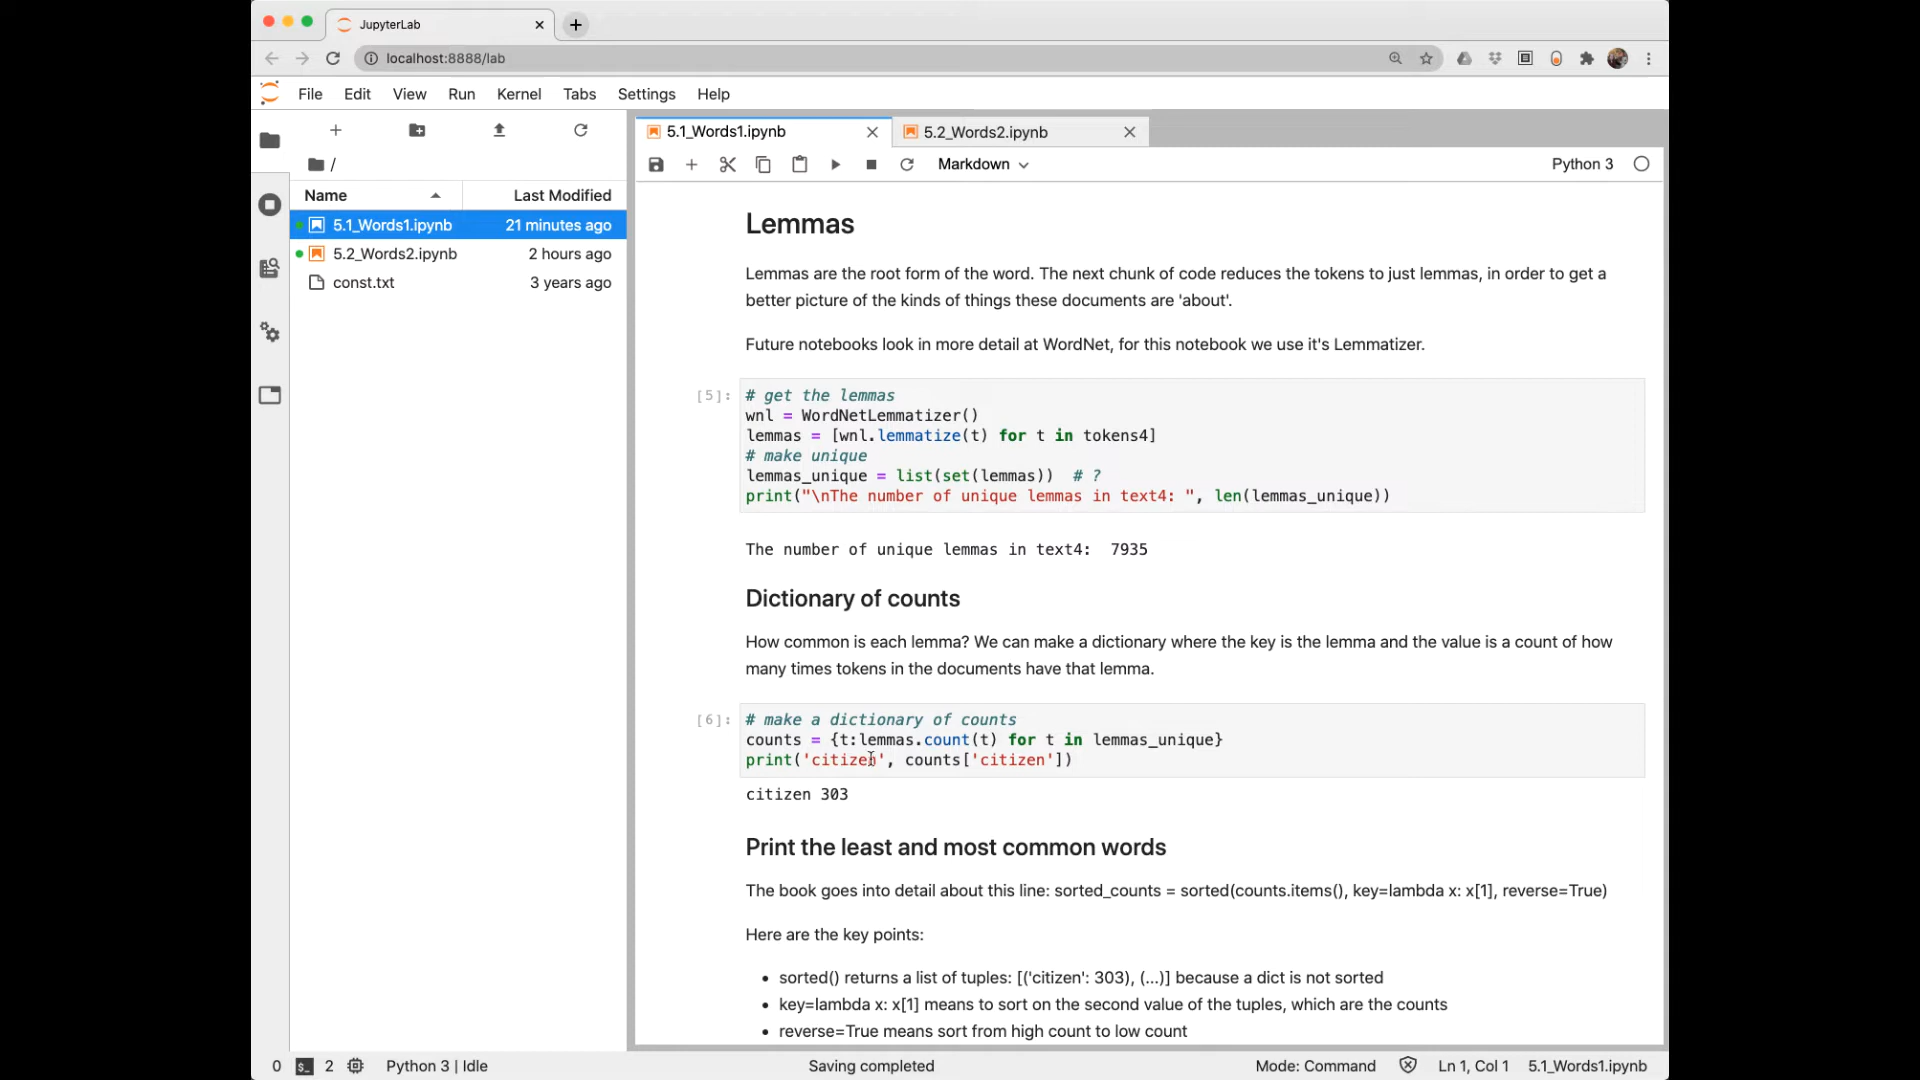 JupyterLab
localhost:8888/lab
File Edit View Run Kernel Tabs Settings Help
/
Name Last Modified
5.1_Words1.ipynb 21 minutes ago
5.2_Words2.ipynb 2 hours ago
const.txt 3 years ago
5.1_Words1.ipynb 5.2_Words2.ipynb
Markdown Python 3
Lemmas
Lemmas are the root form of the word. The next chunk of code reduces the tokens to just lemmas, in order to get a
better picture of the kinds of things these documents are 'about'.
Future notebooks look in more detail at WordNet, for this notebook we use it's Lemmatizer.
[5]: # get the lemmas
wnl = WordNetLemmatizer()
lemmas = [wnl.lemmatize(t) for t in tokens4]
# make unique
lemmas_unique = list(set(lemmas))  # ?
print("\nThe number of unique lemmas in text4: ", len(lemmas_unique))
The number of unique lemmas in text4:  7935
Dictionary of counts
How common is each lemma? We can make a dictionary where the key is the lemma and the value is a count of how
many times tokens in the documents have that lemma.
[6]: # make a dictionary of counts
counts = {t:lemmas.count(t) for t in lemmas_unique}
print('citizen', counts['citizen'])
citizen 303
Print the least and most common words
The book goes into detail about this line: sorted_counts = sorted(counts.items(), key=lambda x: x[1], reverse=True)
Here are the key points:
• sorted() returns a list of tuples: [('citizen': 303), (...)] because a dict is not sorted
• key=lambda x: x[1] means to sort on the second value of the tuples, which are the counts
• reverse=True means sort from high count to low count
0 2 Python 3 | Idle Saving completed Mode: Command Ln 1, Col 1 5.1_Words1.ipynb